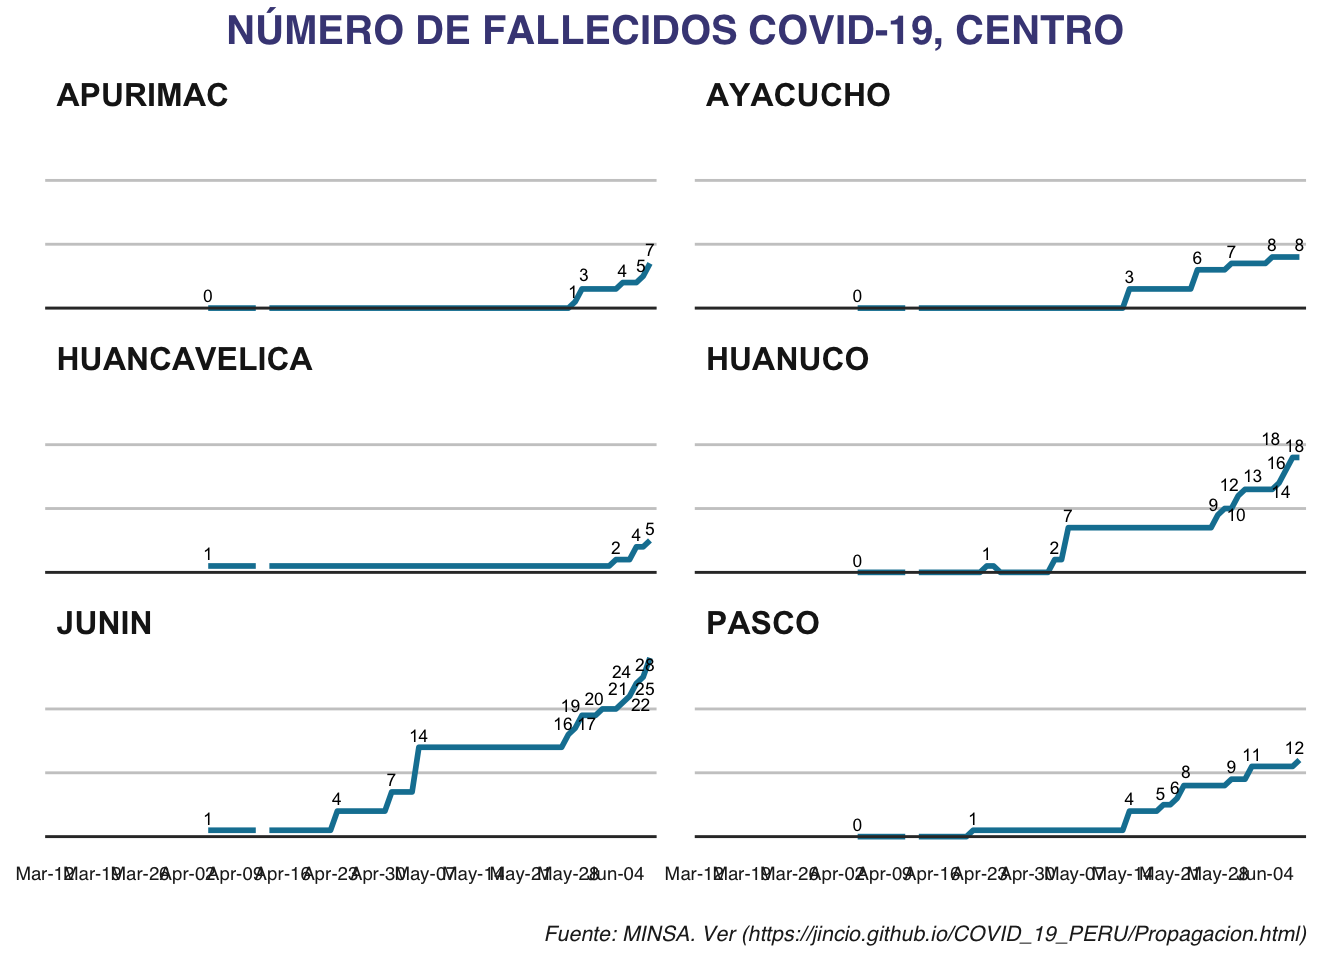 NÚMERO DE FALLECIDOS COVID-19, CENTRO
APURIMAC
0 1 3 4 5 7
AYACUCHO
0 3 6 7 8 8
HUANCAVELICA
1 2 4 5
HUANUCO
0 1 2 7 9 10 12 13 14 16 18 18
JUNIN
1 4 7 14 16 17 19 20 21 22 24 25 28
PASCO
0 1 4 5 6 8 9 11 12
Mar-12 Mar-19 Mar-26 Apr-02 Apr-09 Apr-16 Apr-23 Apr-30 May-07 May-14 May-21 May-28 Jun-04
Mar-12 Mar-19 Mar-26 Apr-02 Apr-09 Apr-16 Apr-23 Apr-30 May-07 May-14 May-21 May-28 Jun-04
Fuente: MINSA. Ver (https://jincio.github.io/COVID_19_PERU/Propagacion.html)